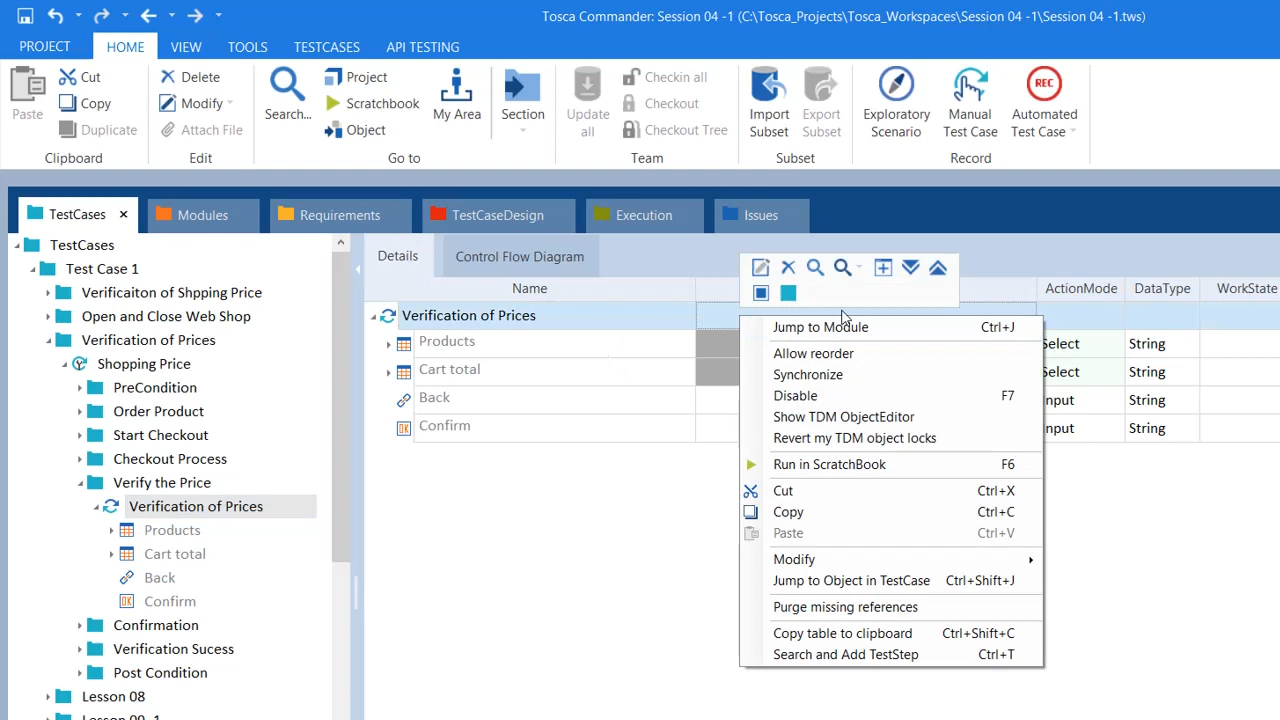 Tosca Commander: Session 04 -1 (C:\Tosca_Projects\Tosca_Workspaces\Session 04 -1\Session 04 -1.tws)
PROJECT HOME VIEW TOOLS TESTCASES API TESTING
Paste
Cut
Copy
Duplicate
Clipboard
Delete
Modify
Attach File
Edit
Search...
Project
Scratchbook
Object
My Area
Section
Go to
Update all
Checkin all
Checkout
Checkout Tree
Team
Import Subset
Export Subset
Subset
Exploratory Scenario
Manual Test Case
REC
Automated Test Case
Record
TestCases × Modules Requirements TestCaseDesign Execution Issues
TestCases
Test Case 1
Verificaiton of Shpping Price
Open and Close Web Shop
Verification of Prices
Shopping Price
PreCondition
Order Product
Start Checkout
Checkout Process
Verify the Price
Verification of Prices
Products
Cart total
Back
OK Confirm
Confirmation
Verification Sucess
Post Condition
Lesson 08
Lesson 09_1
Details Control Flow Diagram
Name ActionMode DataType WorkState
Verification of Prices
Products Select String
Cart total Select String
Back Input String
OK Confirm Input String
Jump to Module Ctrl+J
Allow reorder
Synchronize
Disable F7
Show TDM ObjectEditor
Revert my TDM object locks
Run in ScratchBook F6
Cut Ctrl+X
Copy Ctrl+C
Paste Ctrl+V
Modify
Jump to Object in TestCase Ctrl+Shift+J
Purge missing references
Copy table to clipboard Ctrl+Shift+C
Search and Add TestStep Ctrl+T